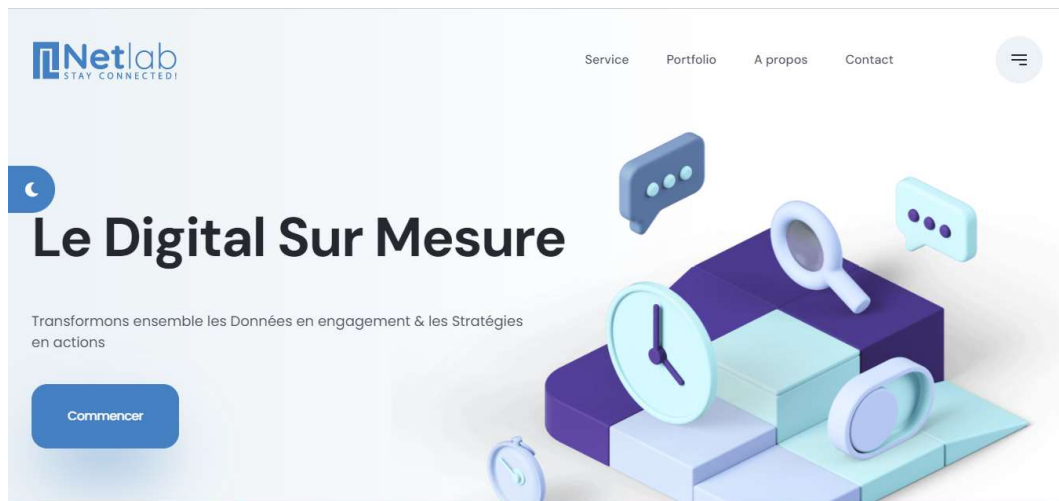 Netlab
STAY CONNECTED!
Service Portfolio A propos Contact
Le Digital Sur Mesure
Transformons ensemble les Données en engagement & les Stratégies
en actions
Commencer